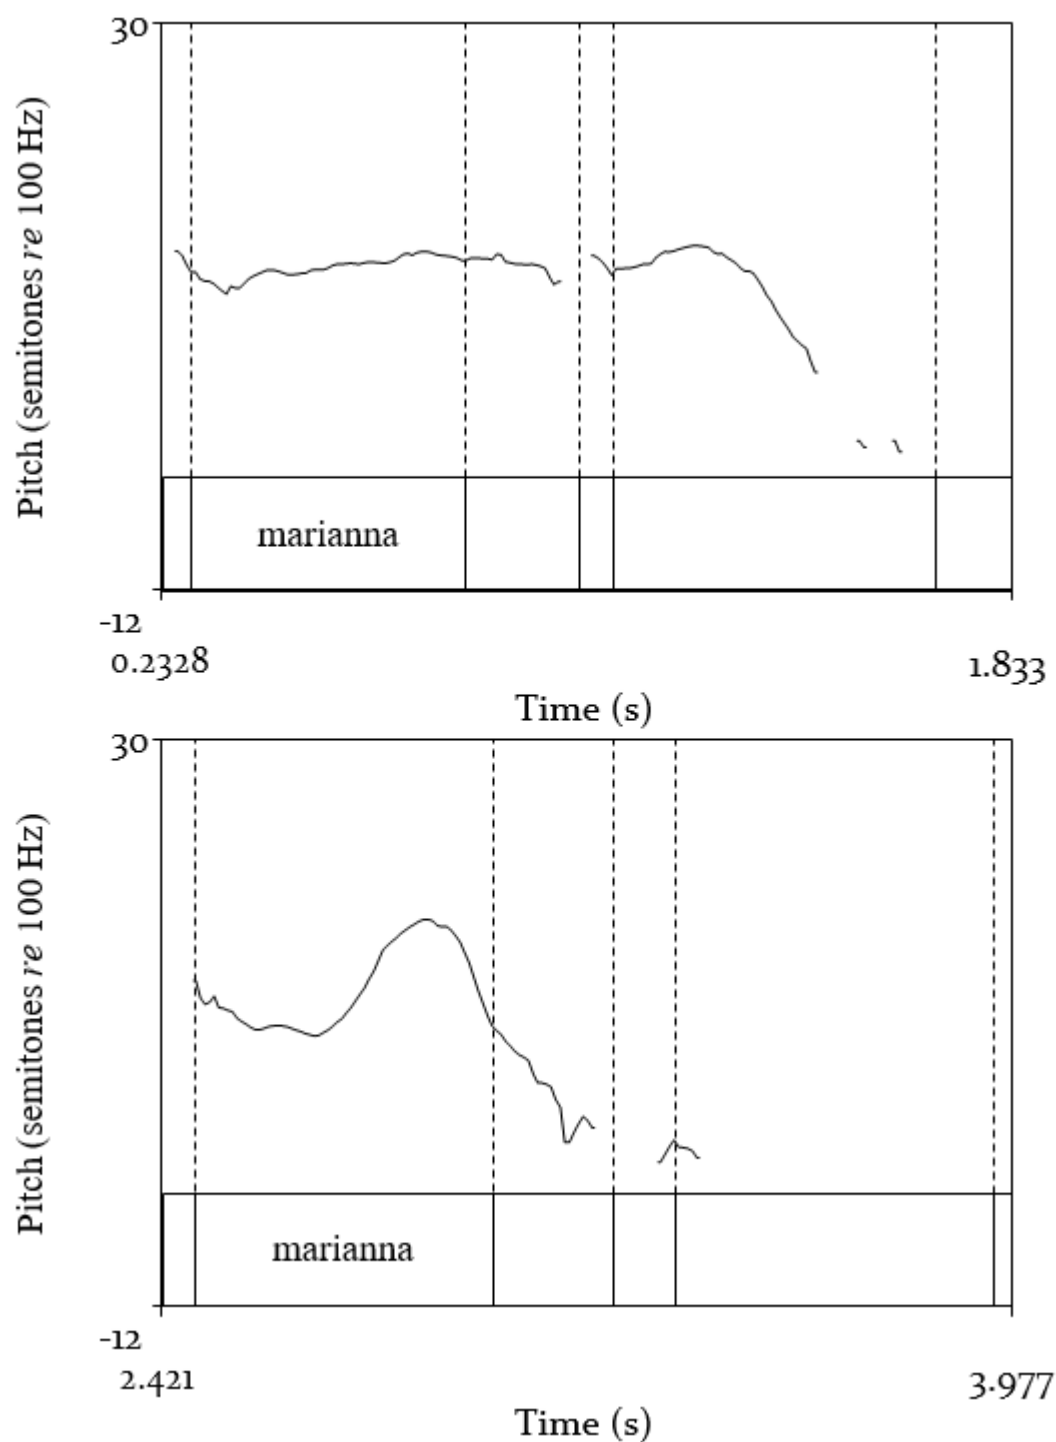 30
Pitch (semitones re 100 Hz)
marianna
-12
0.2328
1.833
Time (s)
30
Pitch (semitones re 100 Hz)
marianna
-12
2.421
3.977
Time (s)